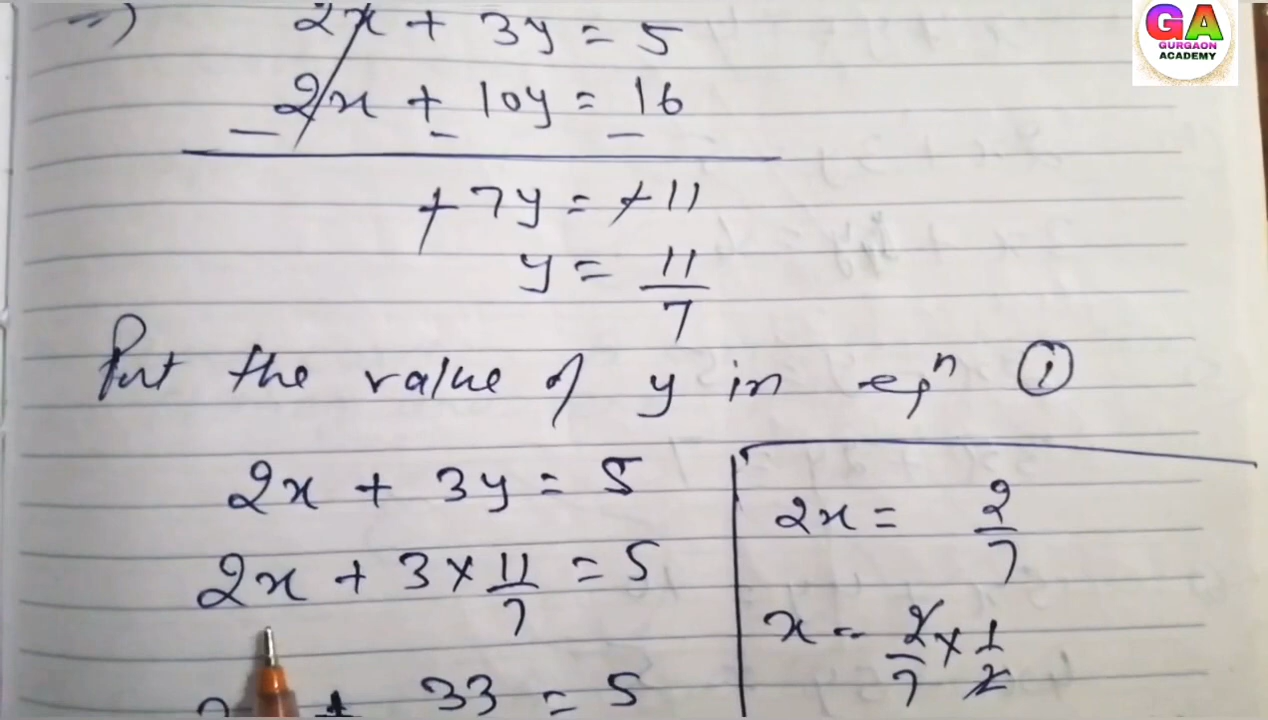 => 2x + 3y = 5
2x + 10y = 16
- - -
+ 7y = + 11
y = 11/7
Put the value of y in eqn ①
2x + 3y = 5
2x + 3 × 11/7 = 5
33 = 5
2x = 2/7
x = 2/7 × 1/2
GA
GURGAON
ACADEMY